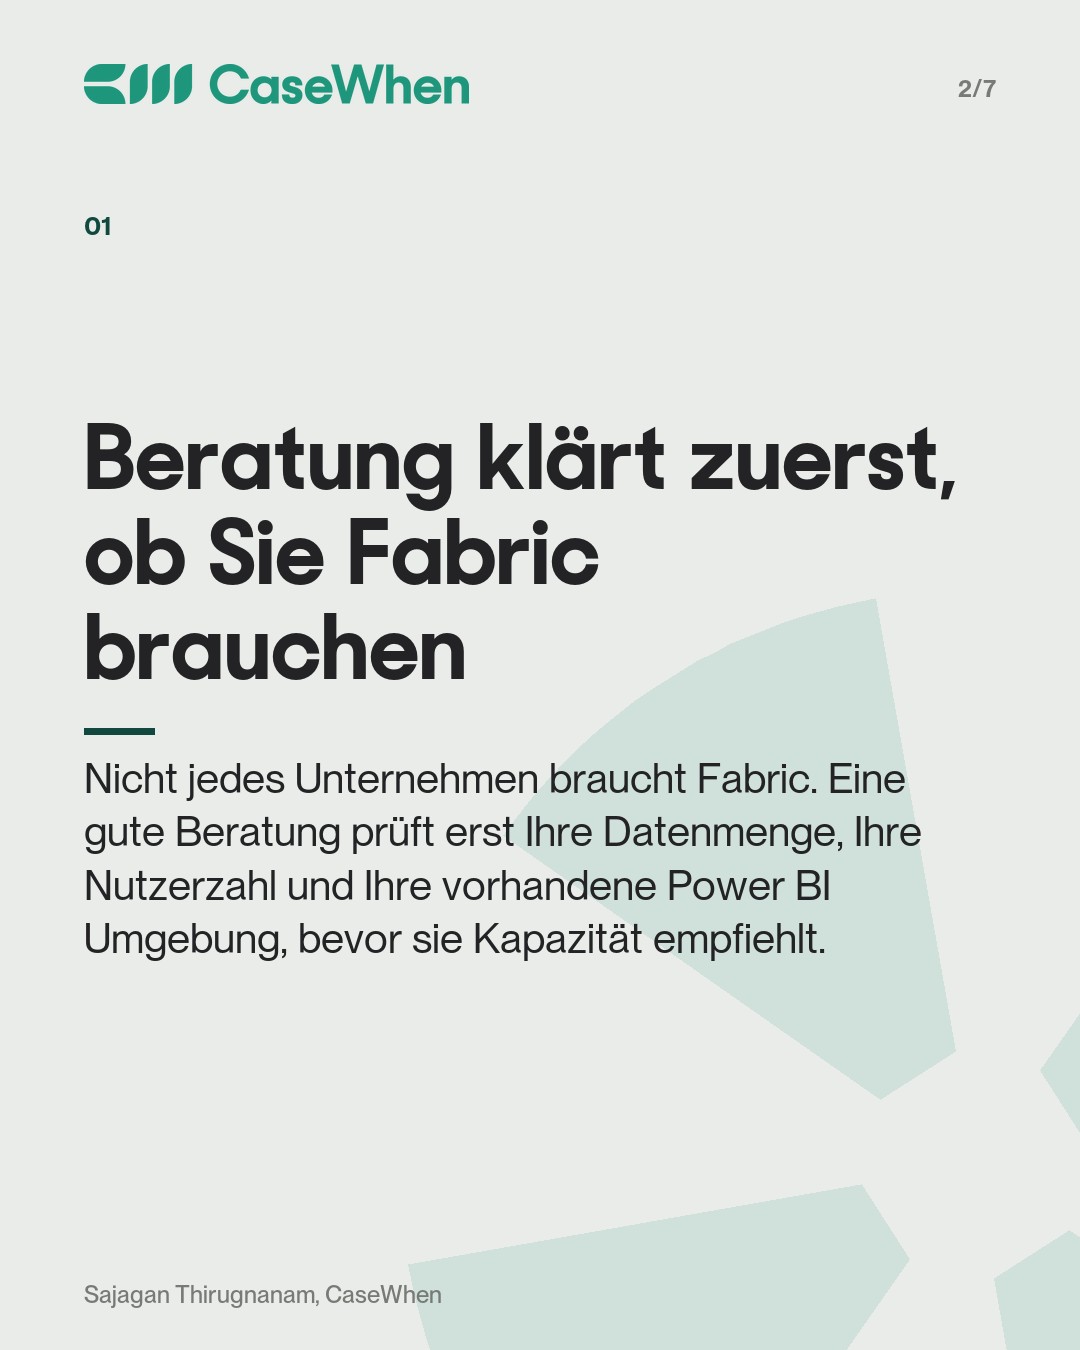 CaseWhen
2/7
01
Beratung klärt zuerst,
ob Sie Fabric
brauchen
Nicht jedes Unternehmen braucht Fabric. Eine
gute Beratung prüft erst Ihre Datenmenge, Ihre
Nutzerzahl und Ihre vorhandene Power BI
Umgebung, bevor sie Kapazität empfiehlt.
Sajagan Thirugnanam, CaseWhen